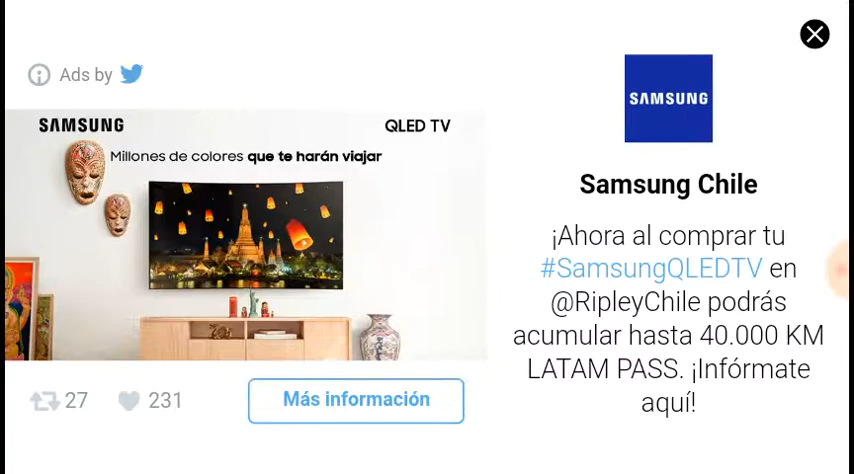 Ads by
SAMSUNG
QLED TV
Millones de colores que te harán viajar
27
231
Más información
SAMSUNG
Samsung Chile
¡Ahora al comprar tu
#SamsungQLEDTV en
@RipleyChile podrás
acumular hasta 40.000 KM
LATAM PASS. ¡Infórmate
aquí!